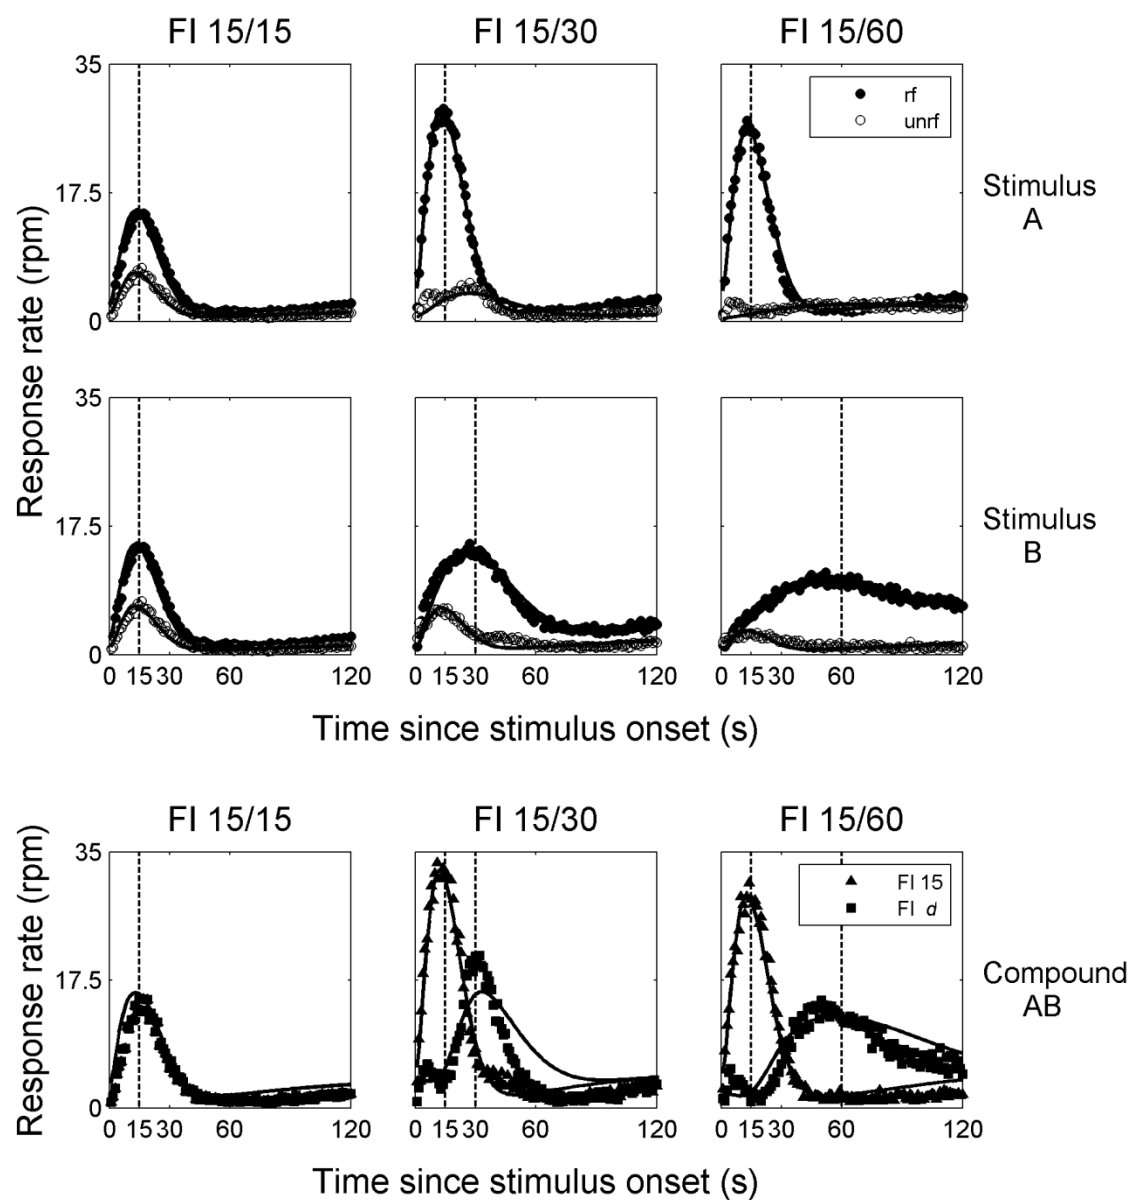 FI 15/15 FI 15/30 FI 15/60
35
rf
unrf
17.5
Stimulus
A
0
Response rate (rpm)
35
17.5
Stimulus
B
0
0 15 30 60 120 0 15 30 60 120 0 15 30 60 120
Time since stimulus onset (s)
FI 15/15 FI 15/30 FI 15/60
35
FI 15
FI d
17.5
Compound
AB
0
Response rate (rpm)
0 15 30 60 120 0 15 30 60 120 0 15 30 60 120
Time since stimulus onset (s)